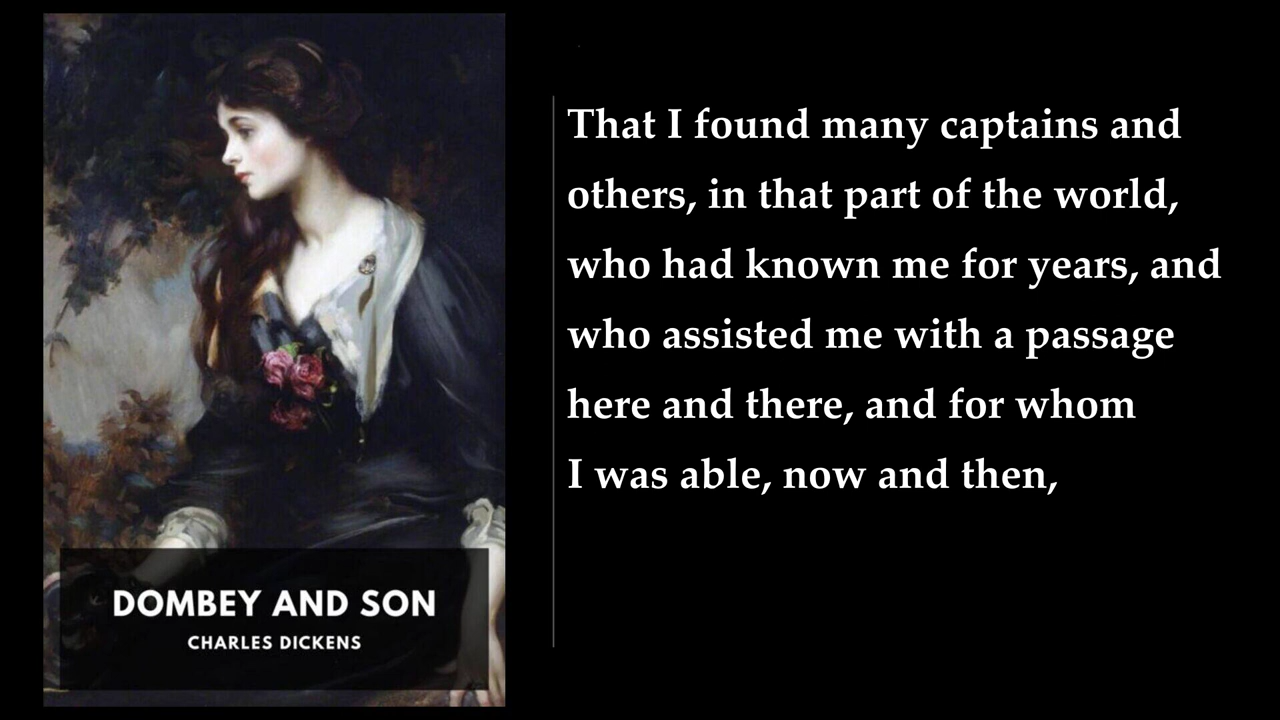 DOMBEY AND SON
CHARLES DICKENS
That I found many captains and
others, in that part of the world,
who had known me for years, and
who assisted me with a passage
here and there, and for whom
I was able, now and then,